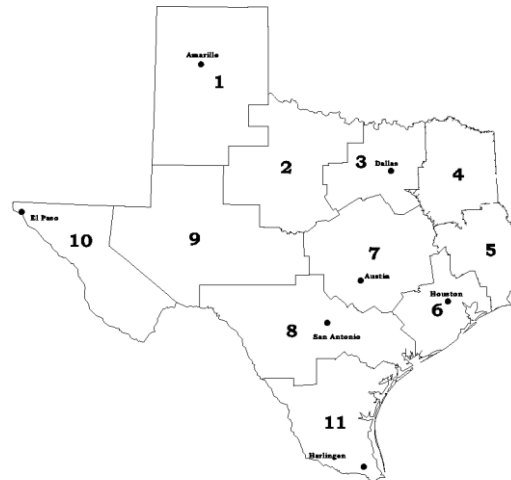 Amarillo
1
2
3
Dallas
4
El Paso
10
9
7
5
Austin
Houston
6
8
San Antonio
11
Harlingen